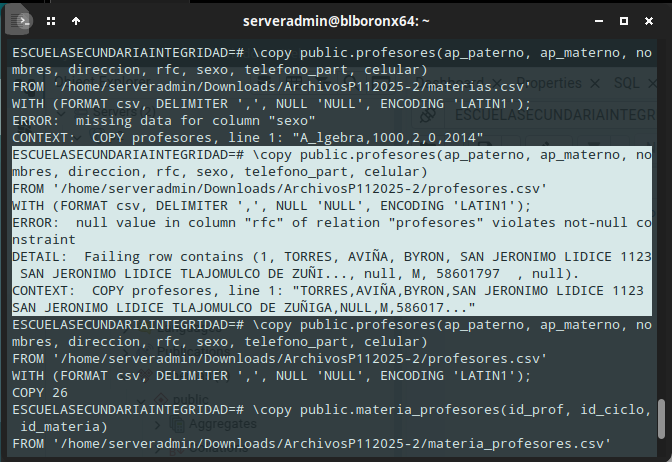 serveradmin@blboronx64: ~
ESCUELASECUNDARIAINTEGRIDAD=# \copy public.profesores(ap_paterno, ap_materno, no
mbres, direccion, rfc, sexo, telefono_part, celular)
FROM '/home/serveradmin/Downloads/ArchivosP112025-2/materias.csv'
WITH (FORMAT csv, DELIMITER ',', NULL 'NULL', ENCODING 'LATIN1');
ERROR:  missing data for column "sexo"
CONTEXT:  COPY profesores, line 1: "A_lgebra,1000,2,0,2014"
ESCUELASECUNDARIAINTEGRIDAD=# \copy public.profesores(ap_paterno, ap_materno, no
mbres, direccion, rfc, sexo, telefono_part, celular)
FROM '/home/serveradmin/Downloads/ArchivosP112025-2/profesores.csv'
WITH (FORMAT csv, DELIMITER ',', NULL 'NULL', ENCODING 'LATIN1');
ERROR:  null value in column "rfc" of relation "profesores" violates not-null co
nstraint
DETAIL:  Failing row contains (1, TORRES, AVIÑA, BYRON, SAN JERONIMO LIDICE 1123
 SAN JERONIMO LIDICE TLAJOMULCO DE ZUÑI..., null, M, 58601797  , null).
CONTEXT:  COPY profesores, line 1: "TORRES,AVIÑA,BYRON,SAN JERONIMO LIDICE 1123
SAN JERONIMO LIDICE TLAJOMULCO DE ZUÑIGA,NULL,M,586017..."
ESCUELASECUNDARIAINTEGRIDAD=# \copy public.profesores(ap_paterno, ap_materno, no
mbres, direccion, rfc, sexo, telefono_part, celular)
FROM '/home/serveradmin/Downloads/ArchivosP112025-2/profesores.csv'
WITH (FORMAT csv, DELIMITER ',', NULL 'NULL', ENCODING 'LATIN1');
COPY 26
ESCUELASECUNDARIAINTEGRIDAD=# \copy public.materia_profesores(id_prof, id_ciclo,
 id_materia)
FROM '/home/serveradmin/Downloads/ArchivosP112025-2/materia_profesores.csv'